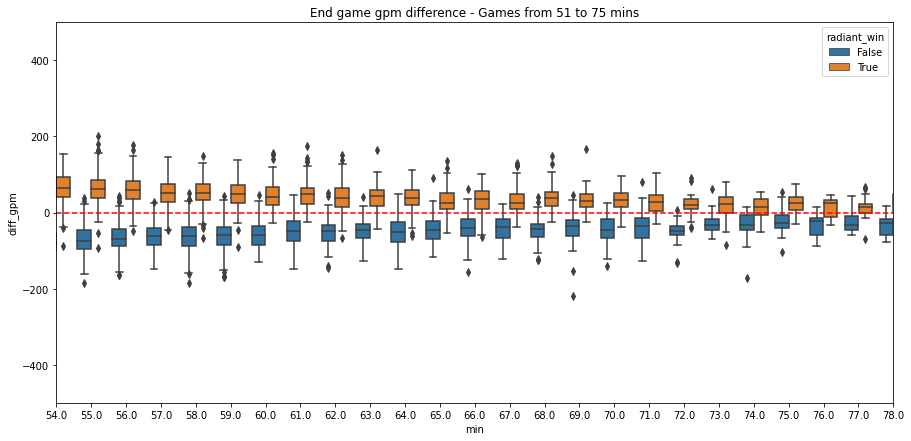 End game gpm difference - Games from 51 to 75 mins
radiant_win
False
True
400
200
0
−200
−400
diff_gpm
54.0 55.0 56.0 57.0 58.0 59.0 60.0 61.0 62.0 63.0 64.0 65.0 66.0 67.0 68.0 69.0 70.0 71.0 72.0 73.0 74.0 75.0 76.0 77.0 78.0
min